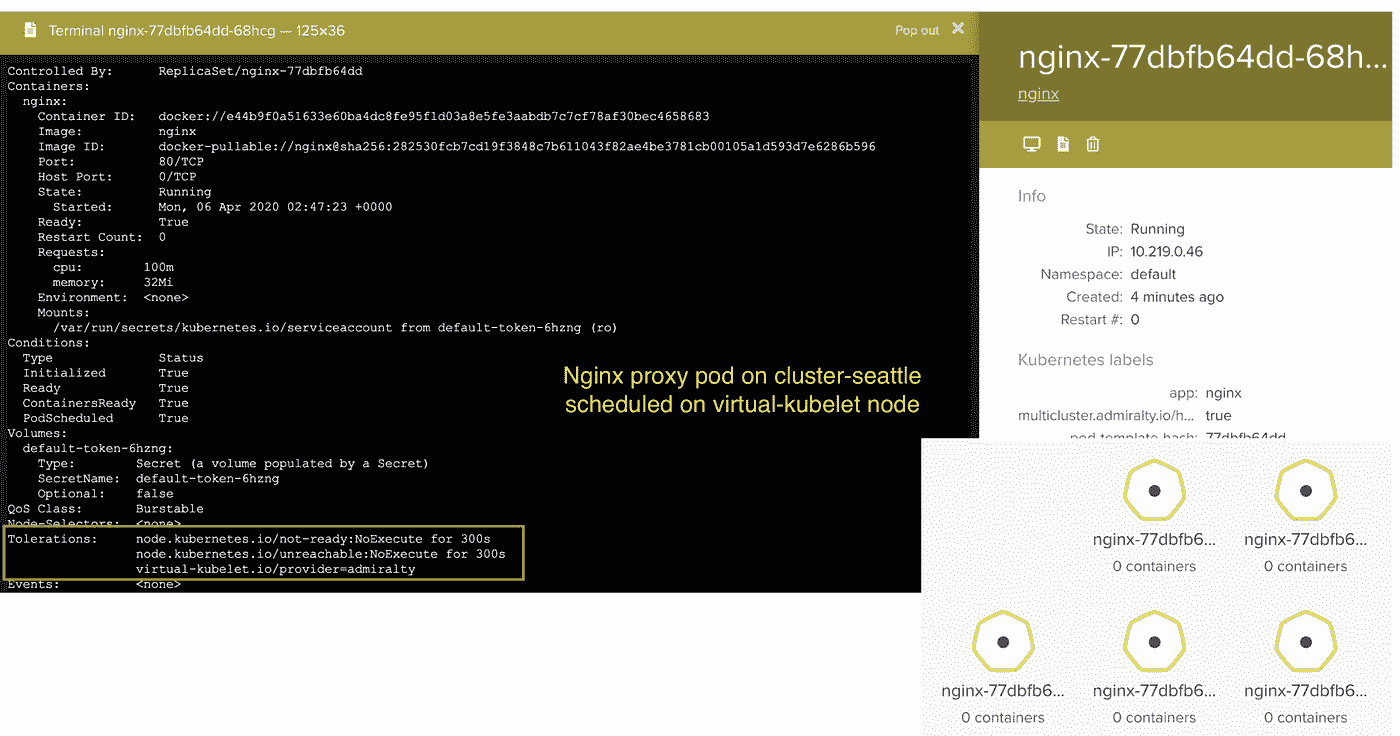 Terminal nginx-77dbfb64dd-68hcg — 125×36
Pop out
Controlled By: ReplicaSet/nginx-77dbfb64dd
Containers:
nginx:
Container ID: docker://e44b9f0a51633e60ba4dc8fe95f1d03a8e5fe3aabdb7c7cf78af30bec4658683
Image: nginx
Image ID: docker-pullable://nginx@sha256:282530fcb7cd19f3848c7b611043f82ae4be3781cb00105a1d593d7e6286b596
Port: 80/TCP
Host Port: 0/TCP
State: Running
Started: Mon, 06 Apr 2020 02:47:23 +0000
Ready: True
Restart Count: 0
Requests:
cpu: 100m
memory: 32Mi
Environment: <none>
Mounts:
/var/run/secrets/kubernetes.io/serviceaccount from default-token-6hzng (ro)
Conditions:
Type Status
Initialized True
Ready True
ContainersReady True
PodScheduled True
Volumes:
default-token-6hzng:
Type: Secret (a volume populated by a Secret)
SecretName: default-token-6hzng
Optional: false
QoS Class: Burstable
Node-Selectors: <none>
Tolerations: node.kubernetes.io/not-ready:NoExecute for 300s
node.kubernetes.io/unreachable:NoExecute for 300s
virtual-kubelet.io/provider=admiralty
Events: <none>
Nginx proxy pod on cluster-seattle
scheduled on virtual-kubelet node
nginx-77dbfb64dd-68h...
nginx
Info
State: Running
IP: 10.219.0.46
Namespace: default
Created: 4 minutes ago
Restart #: 0
Kubernetes labels
app: nginx
multicluster.admiralty.io/h... true
pod-template-hash: 77dbfb64dd
nginx-77dbfb6... nginx-77dbfb6...
0 containers 0 containers
nginx-77dbfb6... nginx-77dbfb6... nginx-77dbfb6...
0 containers 0 containers 0 containers